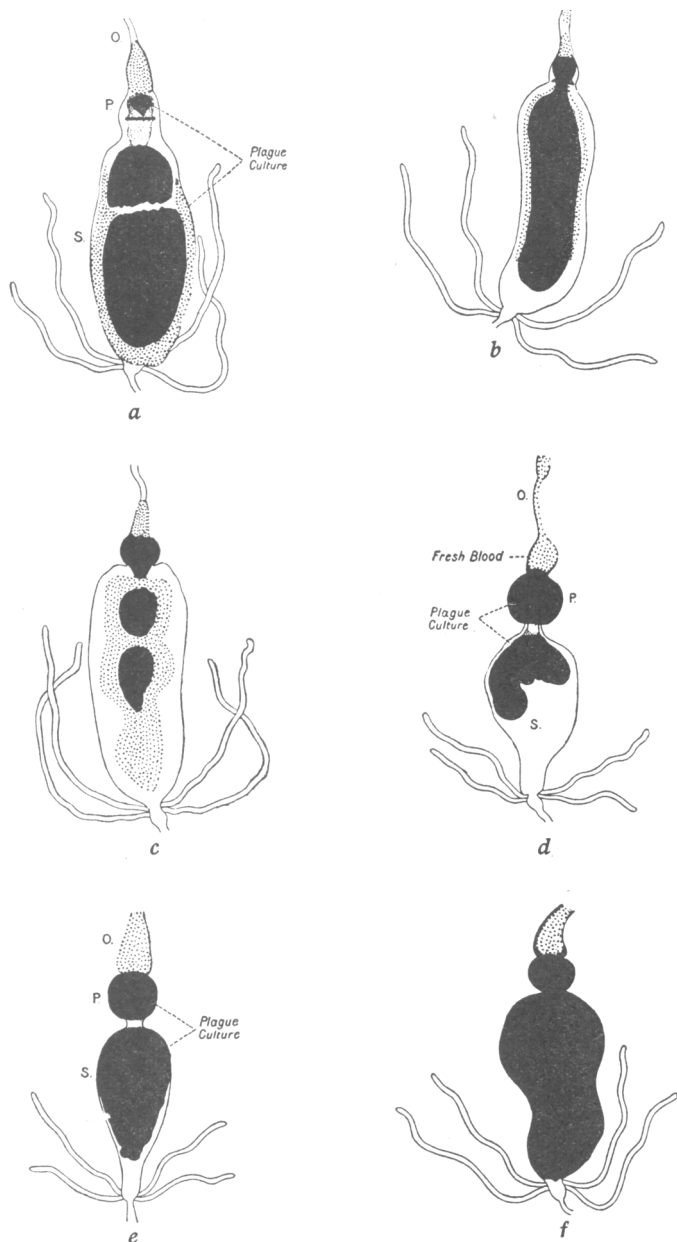 O.
P.
Plague
Culture
S.
a
b
O.
Fresh Blood
P.
Plague
Culture
S.
c
d
O.
P.
Plague
Culture
S.
e
f